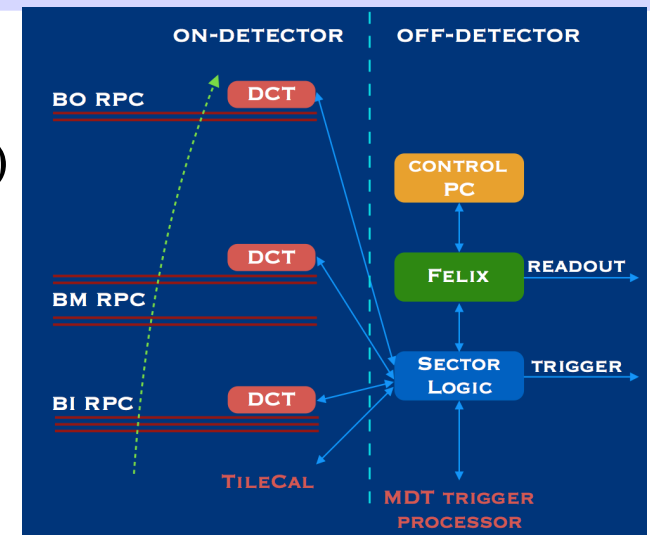 ON-DETECTOR
OFF-DETECTOR
BO RPC
DCT
)
CONTROL
PC
DCT
FELIX
READOUT
BM RPC
SECTOR
LOGIC
TRIGGER
BI RPC
DCT
TILECAL
MDT TRIGGER
PROCESSOR